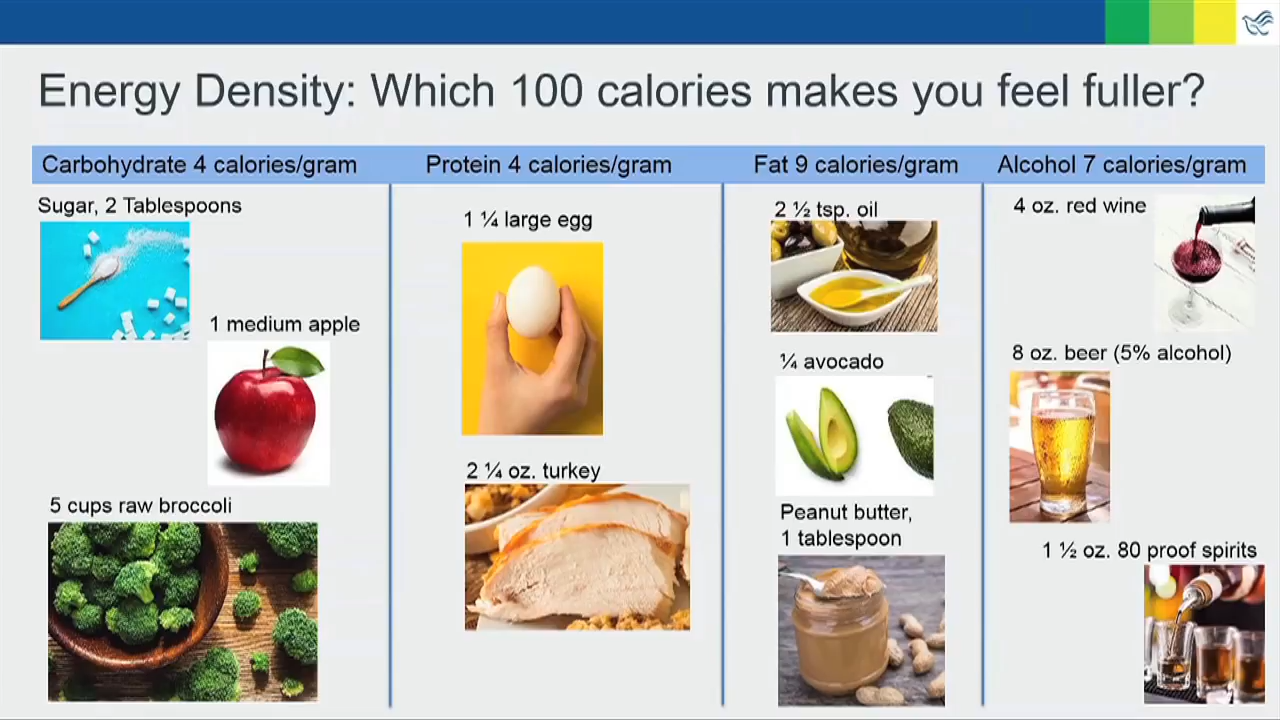 Energy Density: Which 100 calories makes you feel fuller?
Carbohydrate 4 calories/gram
Sugar, 2 Tablespoons
1 medium apple
5 cups raw broccoli
Protein 4 calories/gram
1 ¼ large egg
2 ¼ oz. turkey
Fat 9 calories/gram
2 ½ tsp. oil
¼ avocado
Peanut butter,
1 tablespoon
Alcohol 7 calories/gram
4 oz. red wine
8 oz. beer (5% alcohol)
1 ½ oz. 80 proof spirits